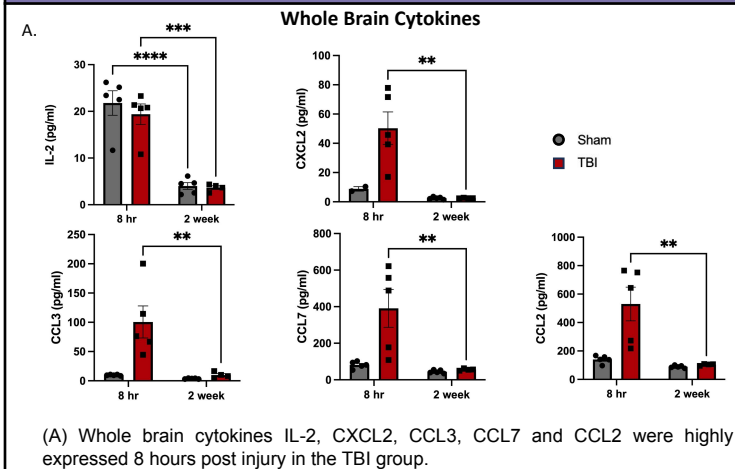 Whole Brain Cytokines
A.
***
****
30
20
10
0
IL-2 (pg/ml)
8 hr
2 week
**
100
80
60
40
20
0
CXCL2 (pg/ml)
8 hr
2 week
Sham
TBI
**
250
200
150
100
50
0
CCL3 (pg/ml)
8 hr
2 week
**
800
600
400
200
0
CCL7 (pg/ml)
8 hr
2 week
**
1000
800
600
400
200
0
CCL2 (pg/ml)
8 hr
2 week
(A) Whole brain cytokines IL-2, CXCL2, CCL3, CCL7 and CCL2 were highly
expressed 8 hours post injury in the TBI group.